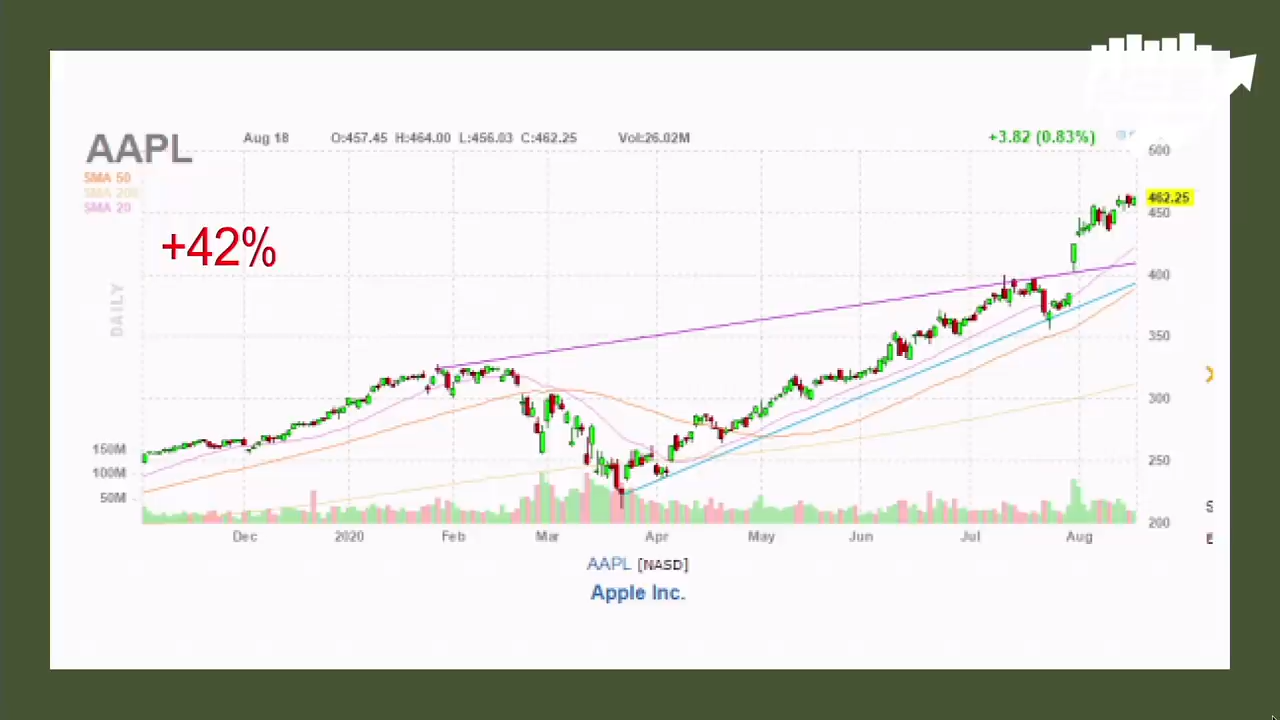 AAPL Aug 18 O:457.45 H:464.00 L:456.03 C:462.25 Vol:26.02M +3.82 (0.83%)
500
SMA 50
SMA 200
SMA 20
462.25
450
+42%
400
DAILY
350
300
150M
250
100M
50M
200
Dec 2020 Feb Mar Apr May Jun Jul Aug
AAPL [NASD]
Apple Inc.